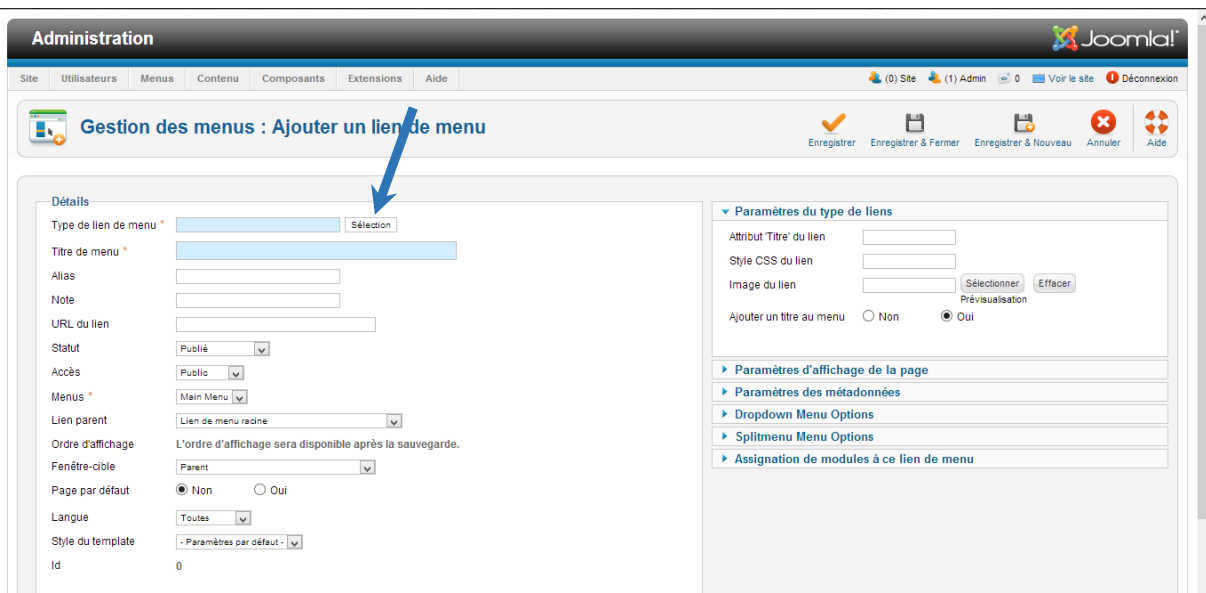 Administration
Joomla!
Site Utilisateurs Menus Contenu Composants Extensions Aide
(0) Site (1) Admin 0 Voir le site Déconnexion
Gestion des menus : Ajouter un lien de menu
Enregistrer Enregistrer & Fermer Enregistrer & Nouveau Annuler Aide
Détails
Type de lien de menu * Sélection
Titre de menu *
Alias
Note
URL du lien
Statut Publié
Accès Public
Menus * Main Menu
Lien parent Lien de menu racine
Ordre d'affichage L'ordre d'affichage sera disponible après la sauvegarde.
Fenêtre-cible Parent
Page par défaut Non Oui
Langue Toutes
Style du template - Paramètres par défaut -
Id 0
Paramètres du type de liens
Attribut 'Titre' du lien
Style CSS du lien
Image du lien Sélectionner Effacer
Prévisualisation
Ajouter un titre au menu Non Oui
Paramètres d'affichage de la page
Paramètres des métadonnées
Dropdown Menu Options
Splitmenu Menu Options
Assignation de modules à ce lien de menu